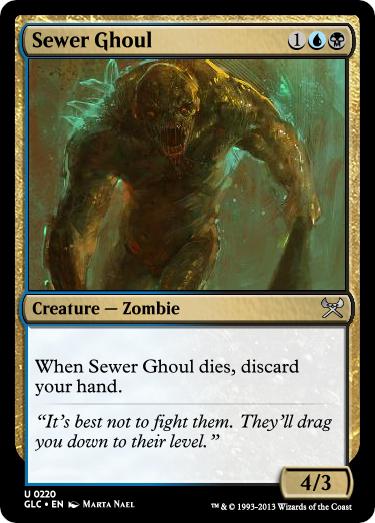 Sewer Ghoul 1
Creature — Zombie
When Sewer Ghoul dies, discard
your hand.
“It’s best not to fight them. They’ll drag
you down to their level.”
4/3
U 0220
GLC • EN Marta Nael
™ & © 1993-2013 Wizards of the Coast